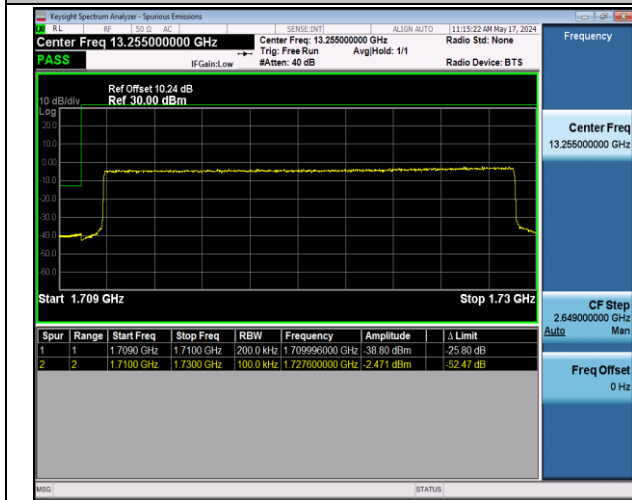 Keysight Spectrum Analyzer - Spurious Emissions
RL RF 50 Ω AC SENSE:INT ALIGN AUTO 11:15:22 AM May 17, 2024
Center Freq 13.255000000 GHz Center Freq: 13.255000000 GHz Radio Std: None Frequency
Trig: Free Run Avg|Hold: 1/1
PASS IFGain:Low #Atten: 40 dB Radio Device: BTS
Ref Offset 10.24 dB
10 dB/div Ref 30.00 dBm
Log
20.0
10.0
0.00
-10.0
-20.0
-30.0
-40.0
-50.0
-60.0
Center Freq
13.255000000 GHz
Start 1.709 GHz Stop 1.73 GHz
CF Step
2.649000000 GHz
Auto Man
Spur Range Start Freq Stop Freq RBW Frequency Amplitude Δ Limit
1 1 1.7090 GHz 1.7100 GHz 200.0 kHz 1.709996000 GHz -38.80 dBm -25.80 dB
2 2 1.7100 GHz 1.7300 GHz 100.0 kHz 1.727600000 GHz -2.471 dBm -52.47 dB
Freq Offset
0 Hz
MSG STATUS